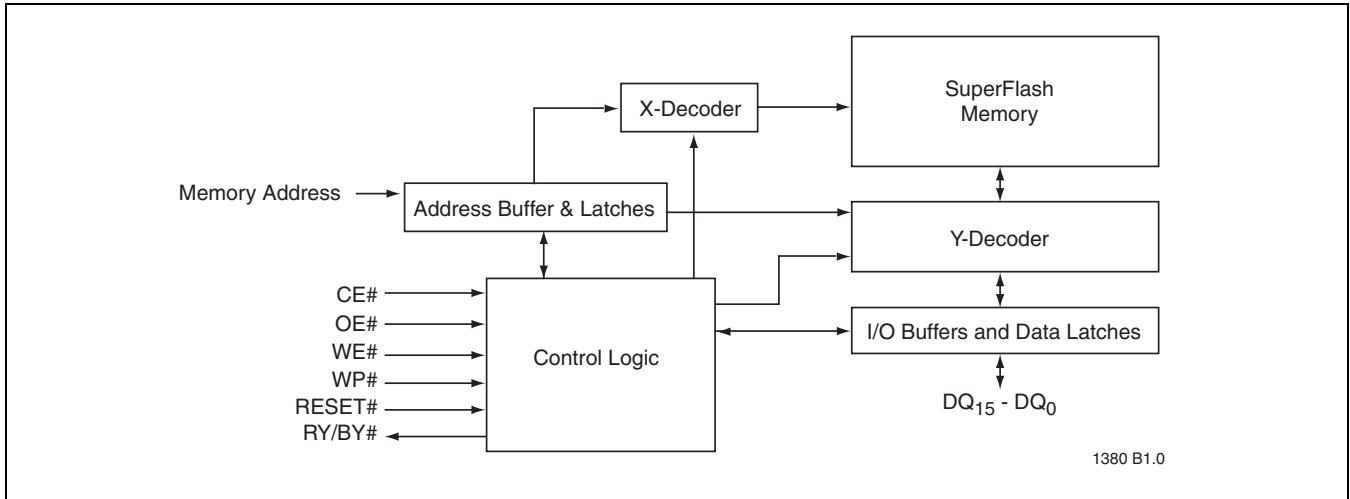 SuperFlash
Memory
X-Decoder
Memory Address
Address Buffer & Latches
Y-Decoder
CE#
OE#
WE#
WP#
RESET#
RY/BY#
Control Logic
I/O Buffers and Data Latches
DQ15 - DQ0
1380 B1.0